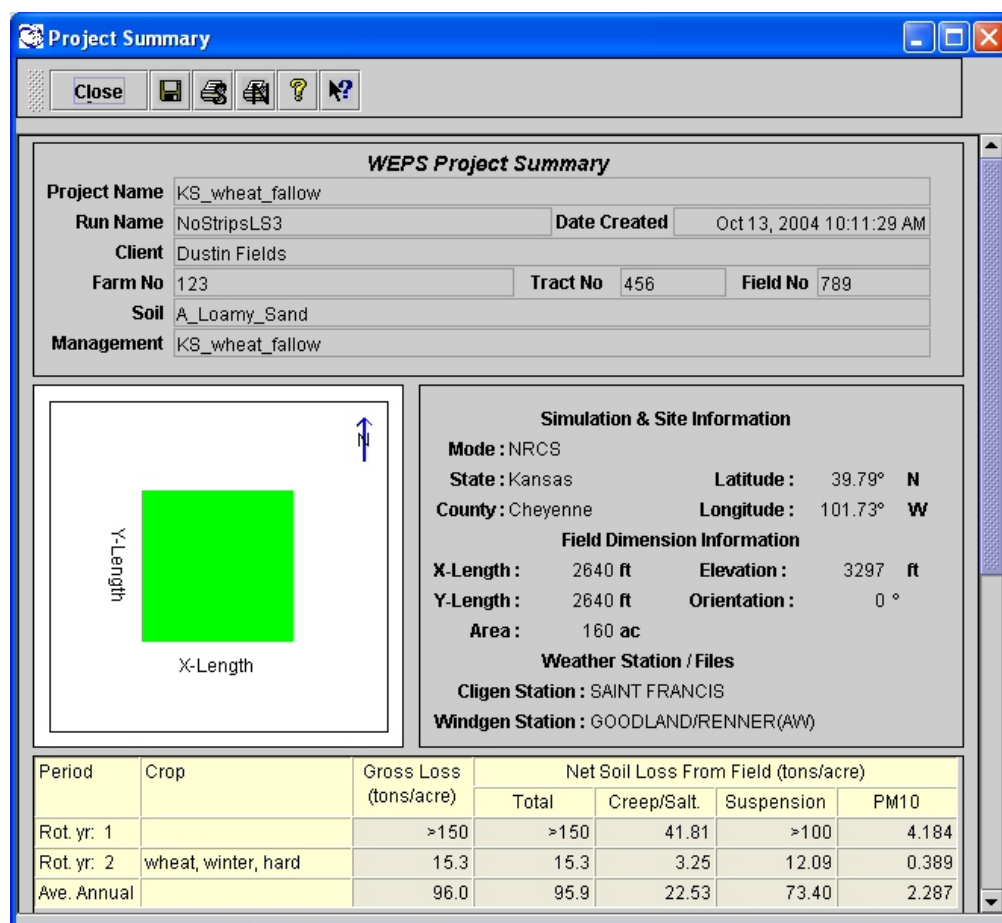 Project Summary
Close
WEPS Project Summary
Project Name KS_wheat_fallow
Run Name NoStripsLS3 Date Created Oct 13, 2004 10:11:29 AM
Client Dustin Fields
Farm No 123 Tract No 456 Field No 789
Soil A_Loamy_Sand
Management KS_wheat_fallow
N
Y-Length
X-Length
Simulation & Site Information
Mode : NRCS
State : Kansas Latitude : 39.79° N
County : Cheyenne Longitude : 101.73° W
Field Dimension Information
X-Length : 2640 ft Elevation : 3297 ft
Y-Length : 2640 ft Orientation : 0 °
Area : 160 ac
Weather Station / Files
Cligen Station : SAINT FRANCIS
Windgen Station : GOODLAND/RENNER(AW)
Period Crop Gross Loss Net Soil Loss From Field (tons/acre)
(tons/acre) Total Creep/Salt. Suspension PM10
Rot. yr: 1 >150 >150 41.81 >100 4.184
Rot. yr: 2 wheat, winter, hard 15.3 15.3 3.25 12.09 0.389
Ave. Annual 96.0 95.9 22.53 73.40 2.287